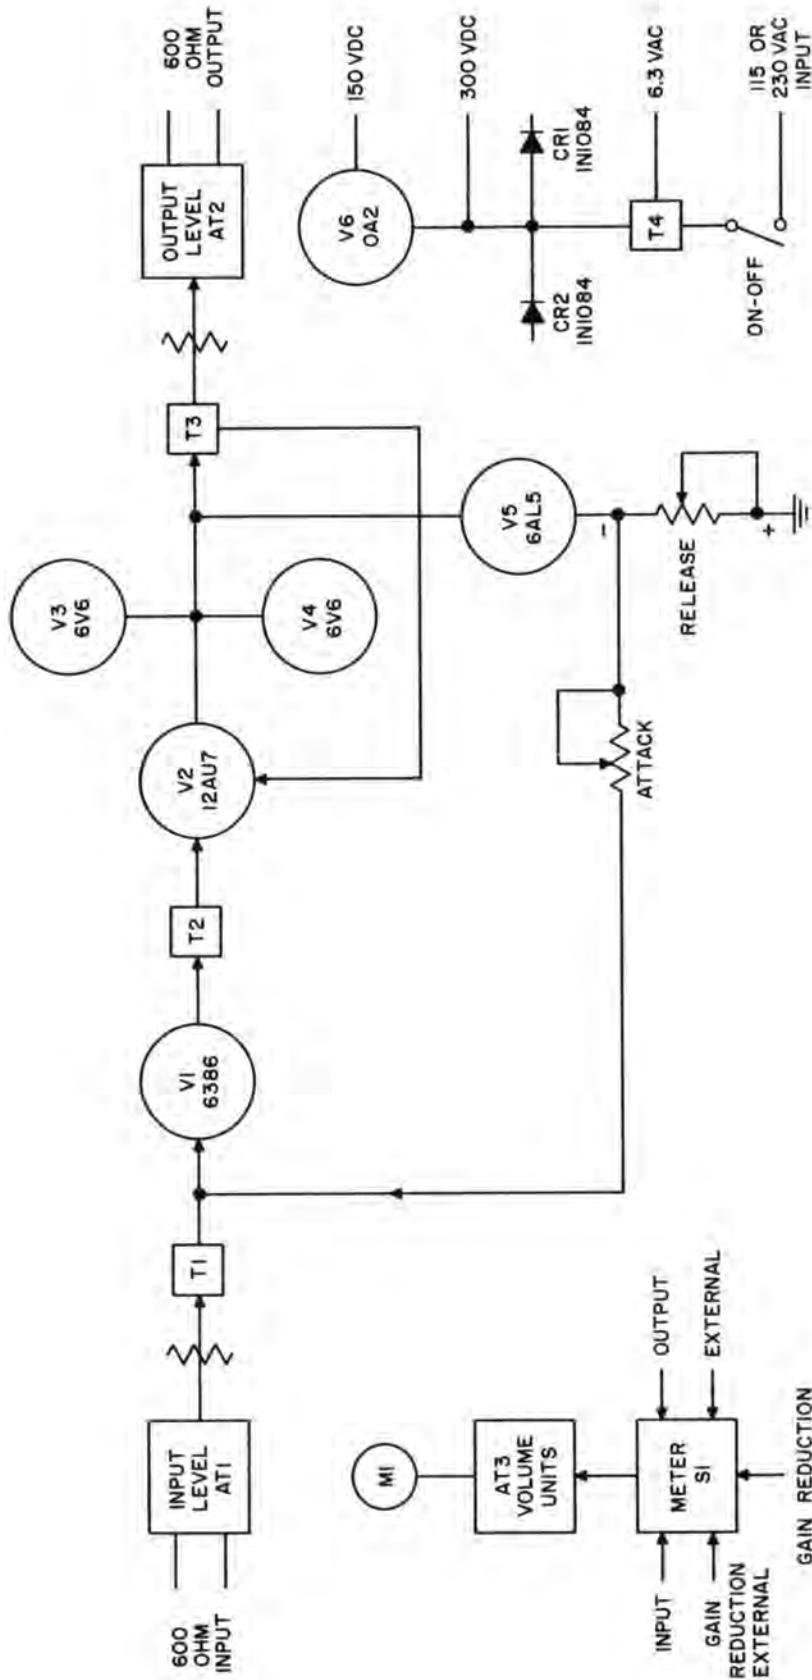 600
OHM
INPUT
INPUT
LEVEL
AT1
T1
V1
6386
T2
V2
12AU7
V3
6V6
V4
6V6
T3
OUTPUT
LEVEL
AT2
600
OHM
OUTPUT
V5
6AL5
-
RELEASE
+
ATTACK
M1
AT3
VOLUME
UNITS
METER
S1
INPUT
GAIN
REDUCTION
EXTERNAL
OUTPUT
EXTERNAL
GAIN REDUCTION
V6
OA2
150 VDC
300 VDC
CR2
IN1084
CR1
IN1084
T4
6.3 VAC
ON-OFF
115 OR
230 VAC
INPUT